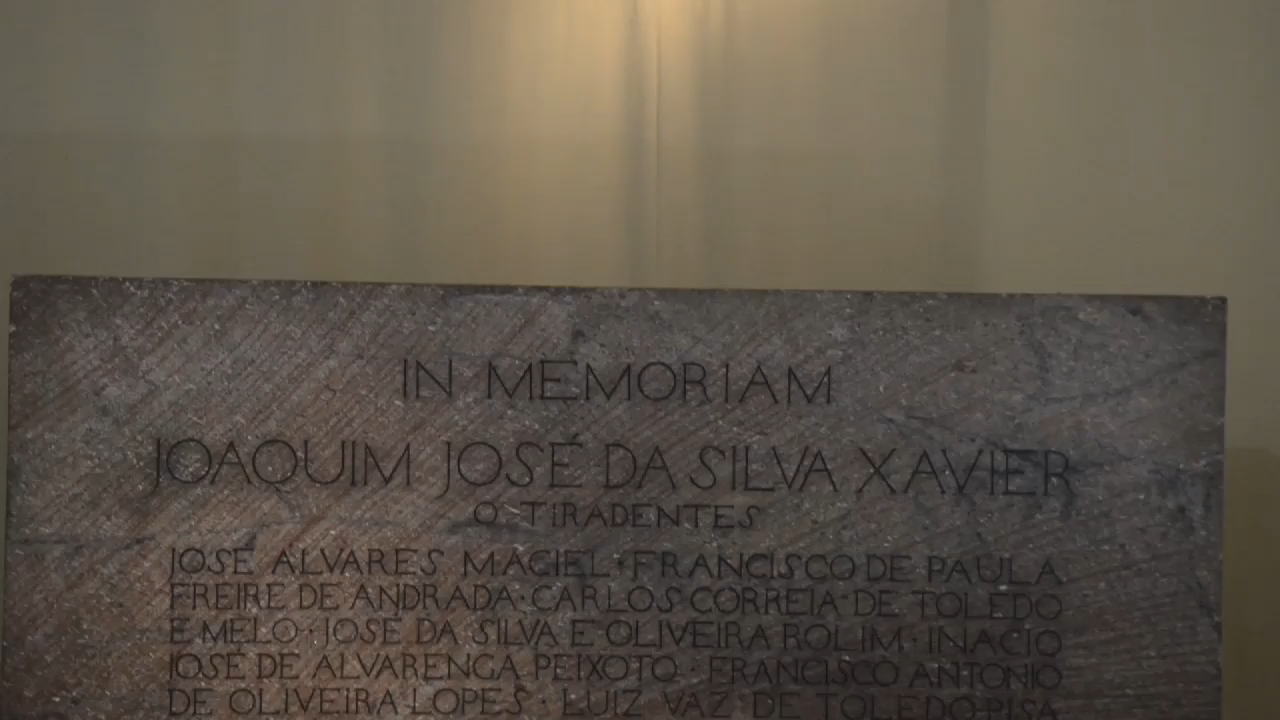 IN MEMORIAM
JOAQUIM JOSÉ DA SILVA XAVIER
O TIRADENTES
JOSÉ ALVARES MACIEL · FRANCISCO DE PAULA
FREIRE DE ANDRADA · CARLOS CORREIA DE TOLEDO
E MELO · JOSÉ DA SILVA E OLIVEIRA ROLIM · INACIO
JOSÉ DE ALVARENGA PEIXOTO · FRANCISCO ANTONIO
DE OLIVEIRA LOPES · LUIZ VAZ DE TOLEDO PISA